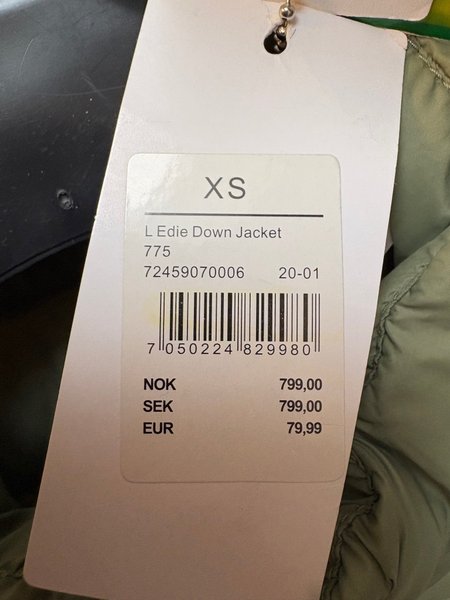 XS
L Edie Down Jacket
775
72459070006 20-01
7 050224 829980
NOK 799,00
SEK 799,00
EUR 79,99